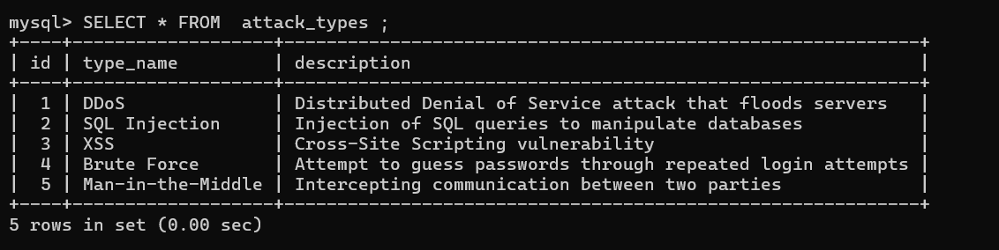 mysql> SELECT * FROM  attack_types ;
+----+-------------------+------------------------------------------------------------+
| id | type_name         | description                                                |
+----+-------------------+------------------------------------------------------------+
|  1 | DDoS              | Distributed Denial of Service attack that floods servers   |
|  2 | SQL Injection     | Injection of SQL queries to manipulate databases           |
|  3 | XSS               | Cross-Site Scripting vulnerability                         |
|  4 | Brute Force       | Attempt to guess passwords through repeated login attempts |
|  5 | Man-in-the-Middle | Intercepting communication between two parties             |
+----+-------------------+------------------------------------------------------------+
5 rows in set (0.00 sec)